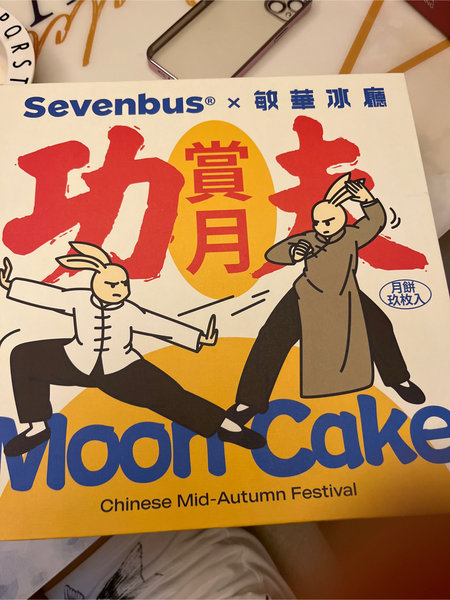 Sevenbus® × 敏華冰廳
功夫
賞月
月餅
玖枚入
Moon Cake
Chinese Mid-Autumn Festival
PQRST